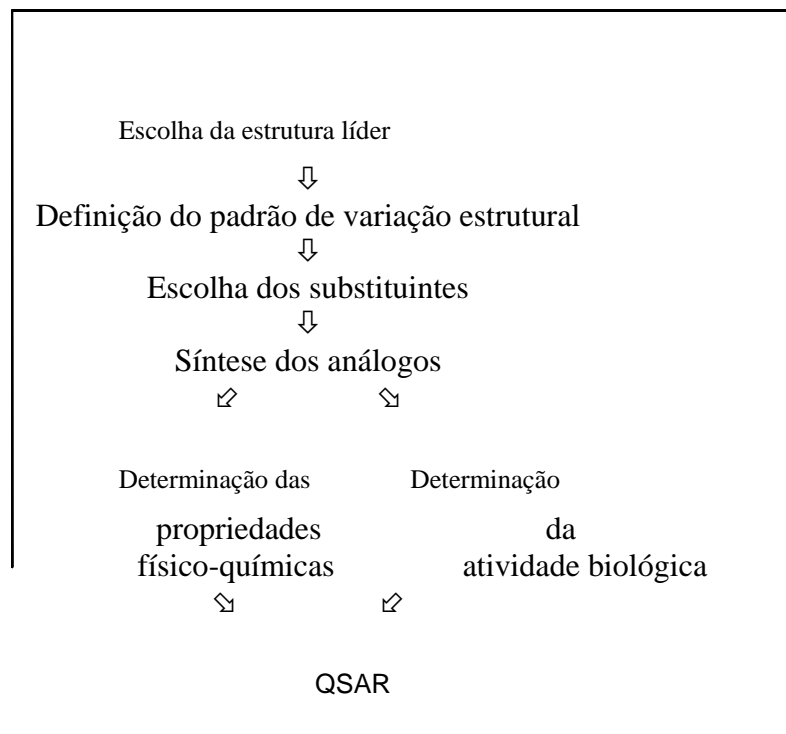 Escolha da estrutura líder
⇩
Definição do padrão de variação estrutural
⇩
Escolha dos substituintes
⇩
Síntese dos análogos
⬃ ⬂
Determinação das Determinação
propriedades da
físico-químicas atividade biológica
⬂ ⬃
QSAR